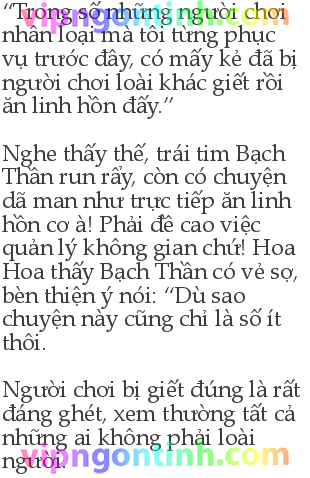 “Trong số những người chơi
vipngontinh.com
nhân loại mà tôi từng phục
vụ trước đây, có mấy kẻ đã bị
người chơi loài khác giết rồi
ăn linh hồn đấy.”
Nghe thấy thế, trái tim Bạch
Thần run rẩy, còn có chuyện
dã man như trực tiếp ăn linh
hồn cơ à! Phải đề cao việc
quản lý không gian chứ! Hoa
Hoa thấy Bạch Thần có vẻ sợ,
bèn thiện ý nói: “Dù sao
chuyện này cũng chỉ là số ít
thôi.
Người chơi bị giết đúng là rất
đáng ghét, xem thường tất cả
những ai không phải loài
người.
vipngontinh.com